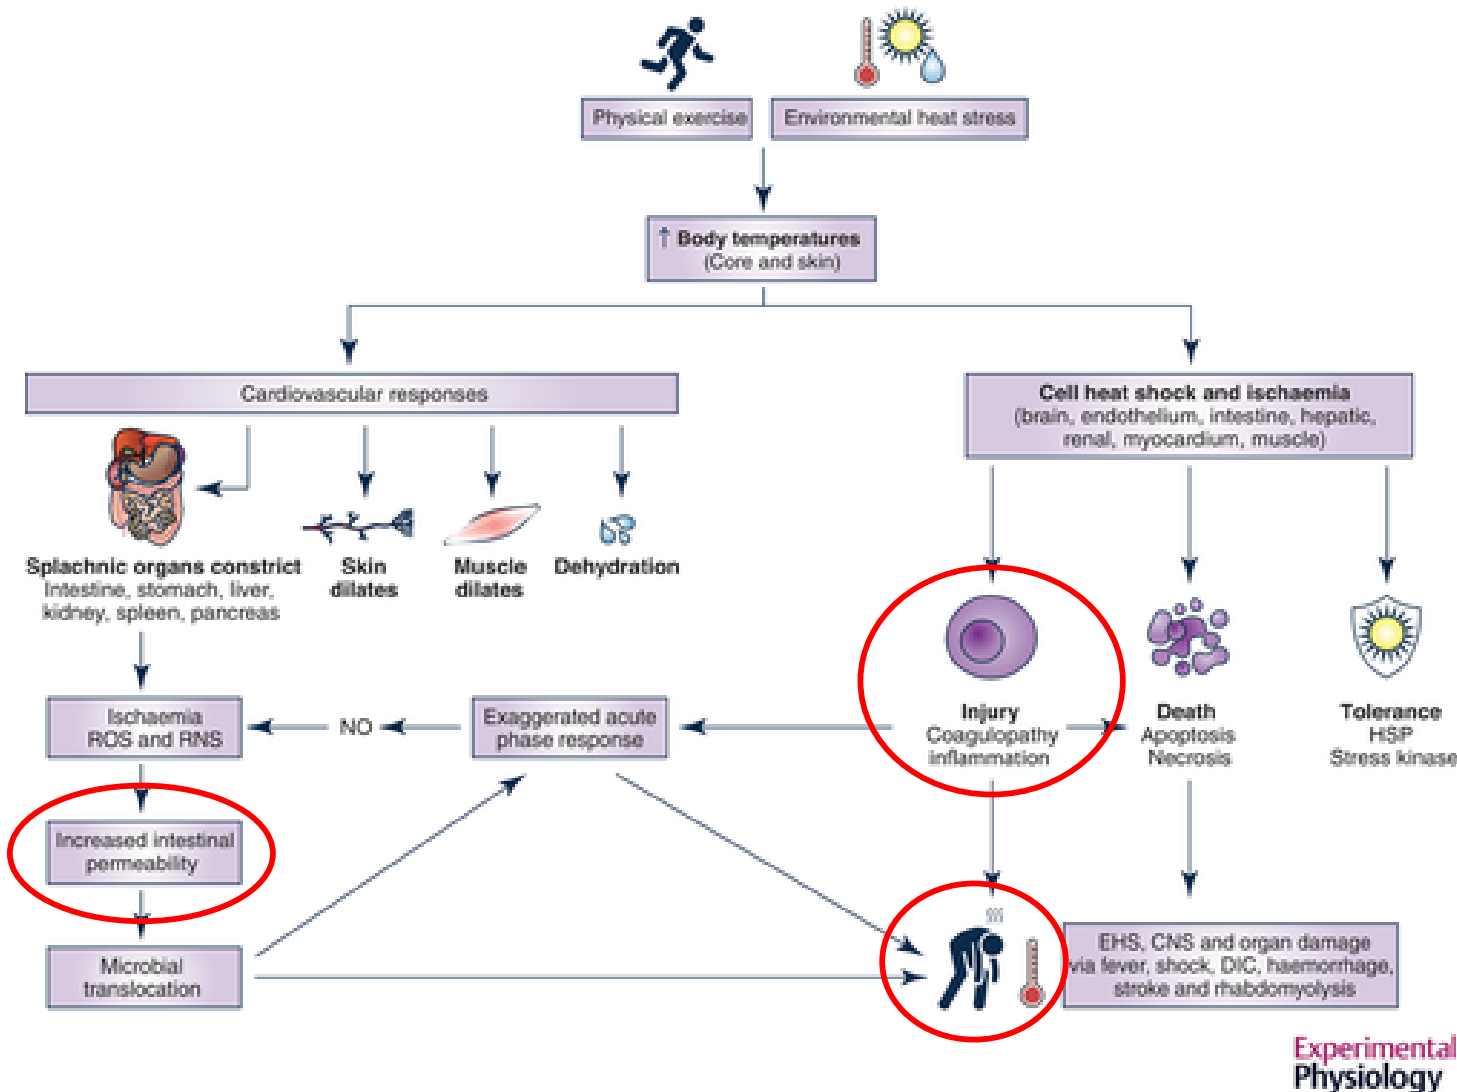 Physical exercise
Environmental heat stress
↑ Body temperatures
(Core and skin)
Cardiovascular responses
Cell heat shock and ischaemia
(brain, endothelium, intestine, hepatic,
renal, myocardium, muscle)
Splachnic organs constrict
Intestine, stomach, liver,
kidney, spleen, pancreas
Skin
dilates
Muscle
dilates
Dehydration
Injury
Coagulopathy
inflammation
Death
Apoptosis
Necrosis
Tolerance
HSP
Stress kinase
Ischaemia
ROS and RNS
NO
Exaggerated acute
phase response
Increased intestinal
permeability
Microbial
translocation
EHS, CNS and organ damage
via fever, shock, DIC, haemorrhage,
stroke and rhabdomyolysis
Experimental
Physiology